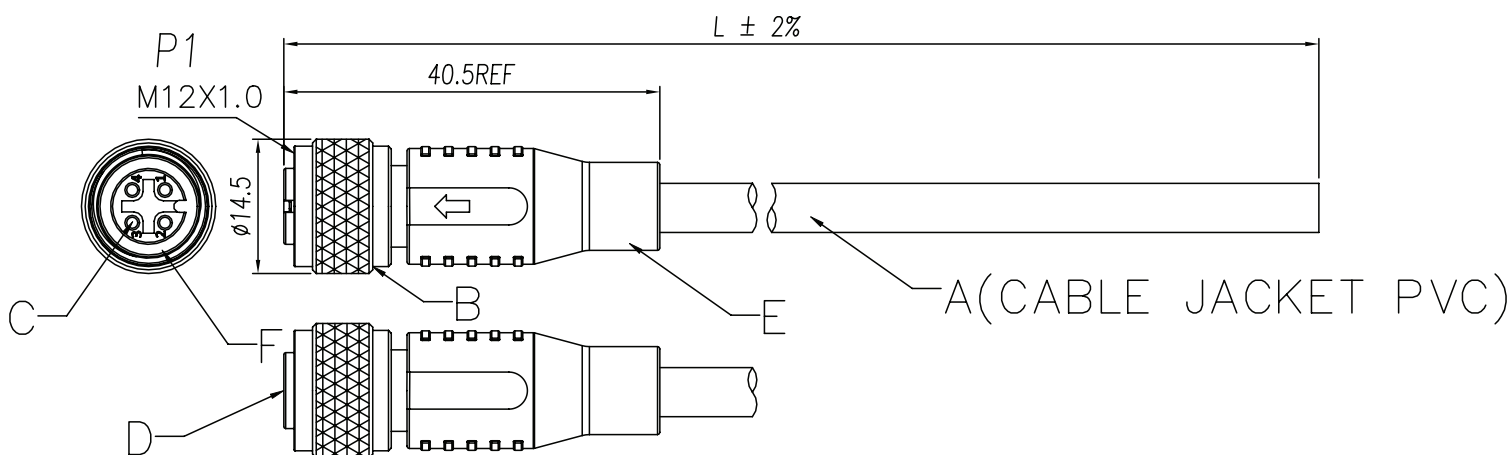 L ± 2%
P1
40.5REF
M12X1.0
4 1
3 2
ø14.5
C
F
B
E
A(CABLE JACKET PVC)
D